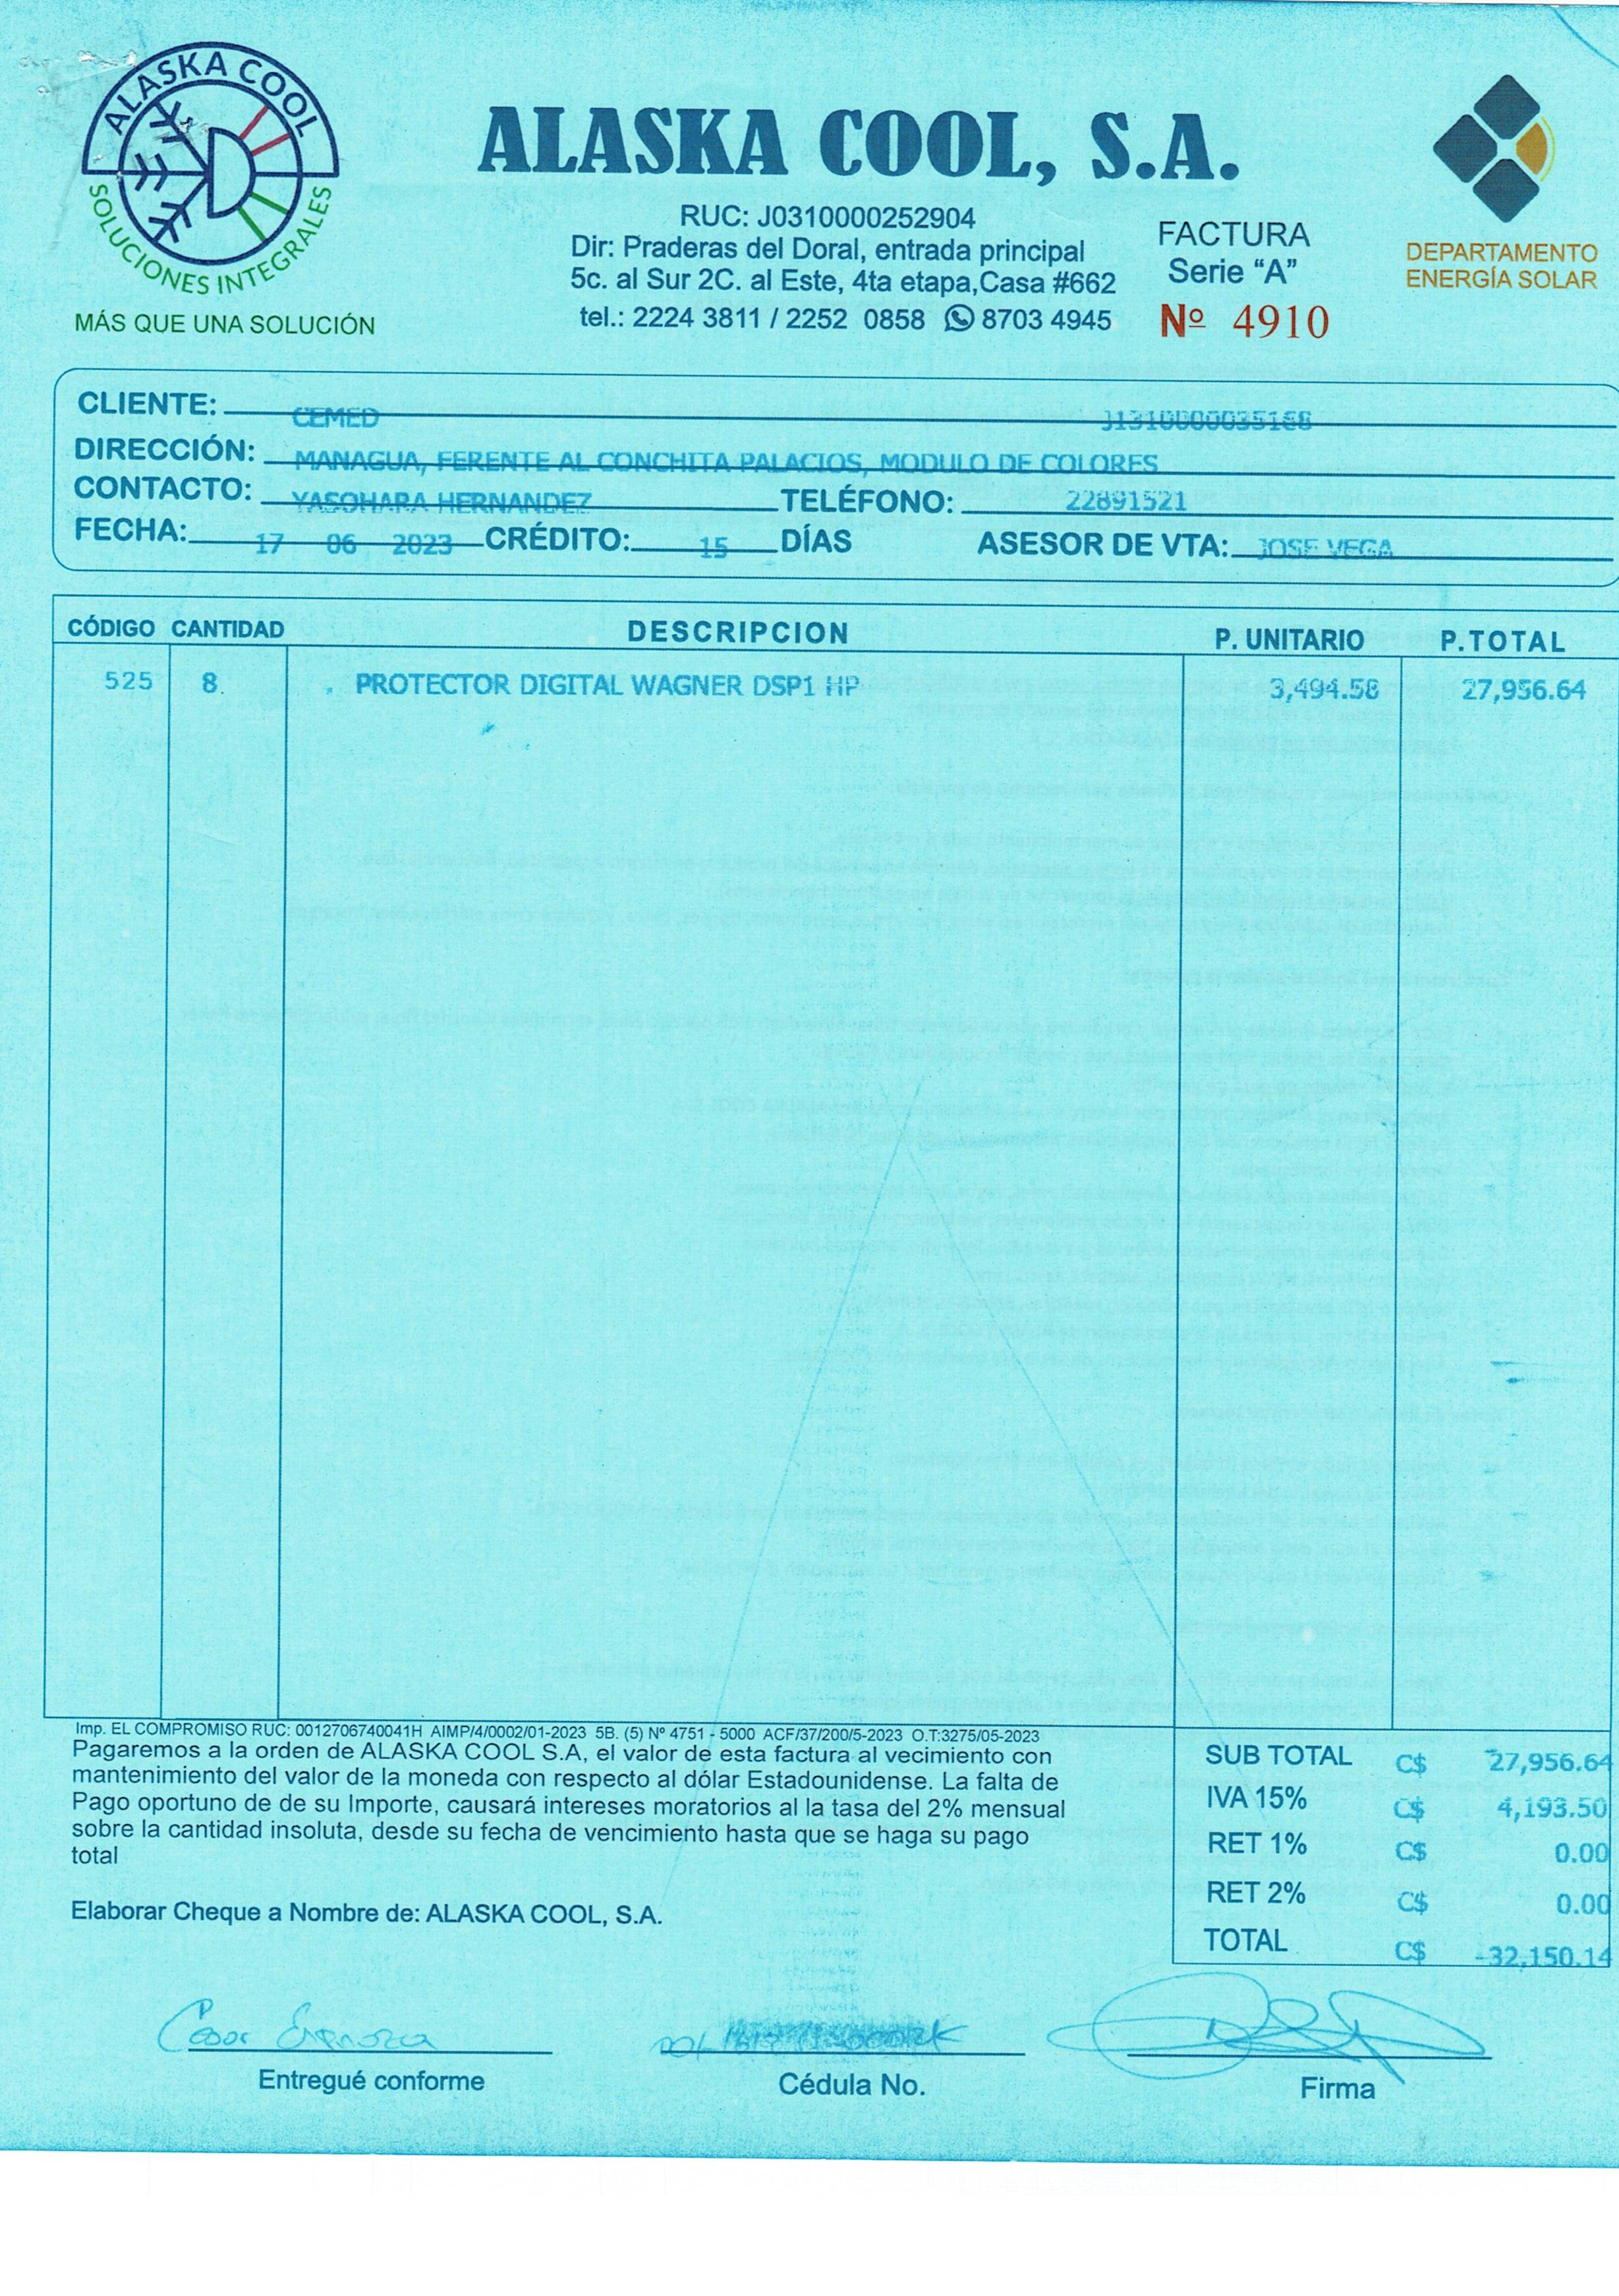 ALASKA COOL
SOLUCIONES INTEGRALES
MÁS QUE UNA SOLUCIÓN
ALASKA COOL, S.A.
RUC: J0310000252904
Dir: Praderas del Doral, entrada principal
5c. al Sur 2C. al Este, 4ta etapa,Casa #662
tel.: 2224 3811 / 2252 0858 8703 4945
FACTURA
Serie "A"
Nº 4910
DEPARTAMENTO
ENERGÍA SOLAR
CLIENTE: CEMED J1310000035168
DIRECCIÓN: MANAGUA, FERENTE AL CONCHITA PALACIOS, MODULO DE COLORES
CONTACTO: YASOHARA HERNANDEZ TELÉFONO: 22891521
FECHA: 17 06 2023 CRÉDITO: 15 DÍAS ASESOR DE VTA: JOSE VEGA
CÓDIGO CANTIDAD DESCRIPCION P. UNITARIO P.TOTAL
525 8 PROTECTOR DIGITAL WAGNER DSP1 HP 3,494.58 27,956.64
Imp. EL COMPROMISO RUC: 0012706740041H AIMP/4/0002/01-2023 5B. (5) Nº 4751 - 5000 ACF/37/200/5-2023 O.T:3275/05-2023
Pagaremos a la orden de ALASKA COOL S.A, el valor de esta factura al vecimiento con
mantenimiento del valor de la moneda con respecto al dólar Estadounidense. La falta de
Pago oportuno de de su Importe, causará intereses moratorios al la tasa del 2% mensual
sobre la cantidad insoluta, desde su fecha de vencimiento hasta que se haga su pago
total
Elaborar Cheque a Nombre de: ALASKA COOL, S.A.
SUB TOTAL C$ 27,956.64
IVA 15% C$ 4,193.50
RET 1% C$ 0.00
RET 2% C$ 0.00
TOTAL C$ 32,150.14
Cesar Espinoza
Entregué conforme
Cédula No.
Firma